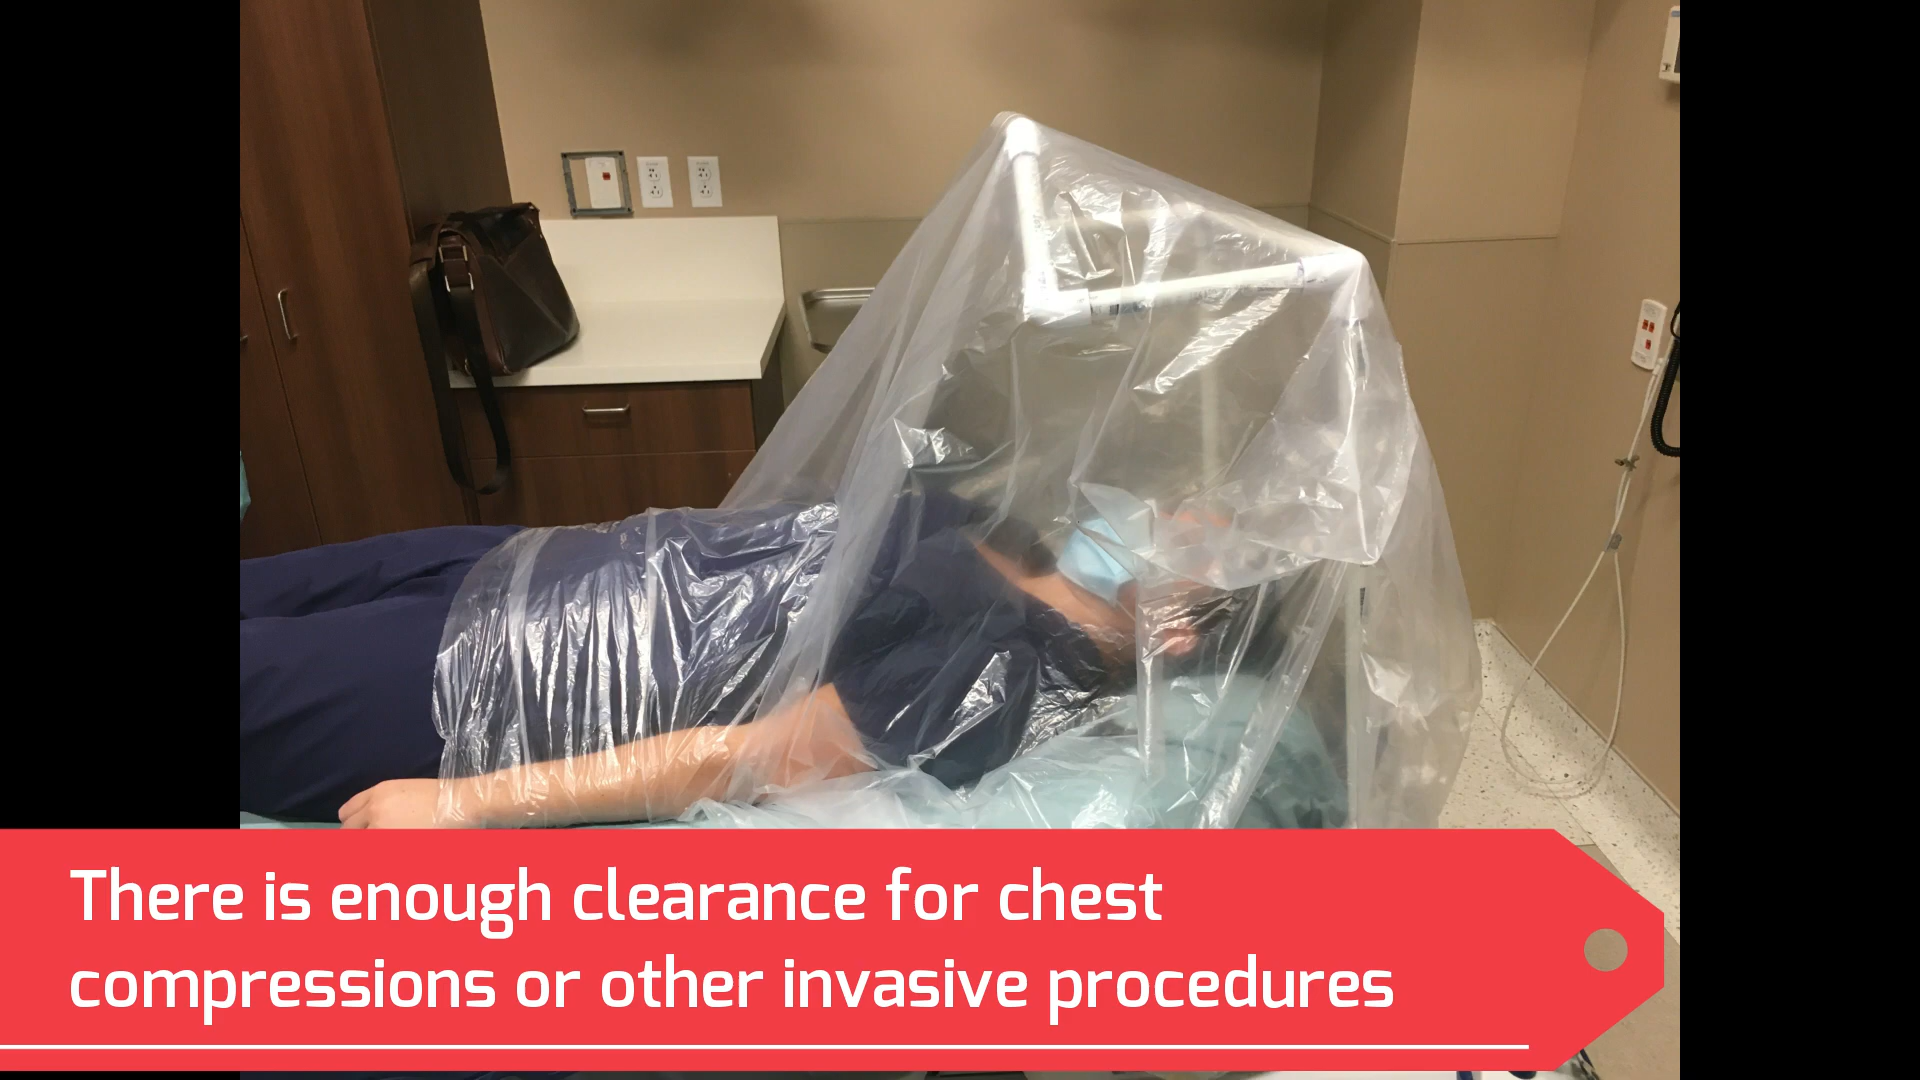 There is enough clearance for chest
compressions or other invasive procedures